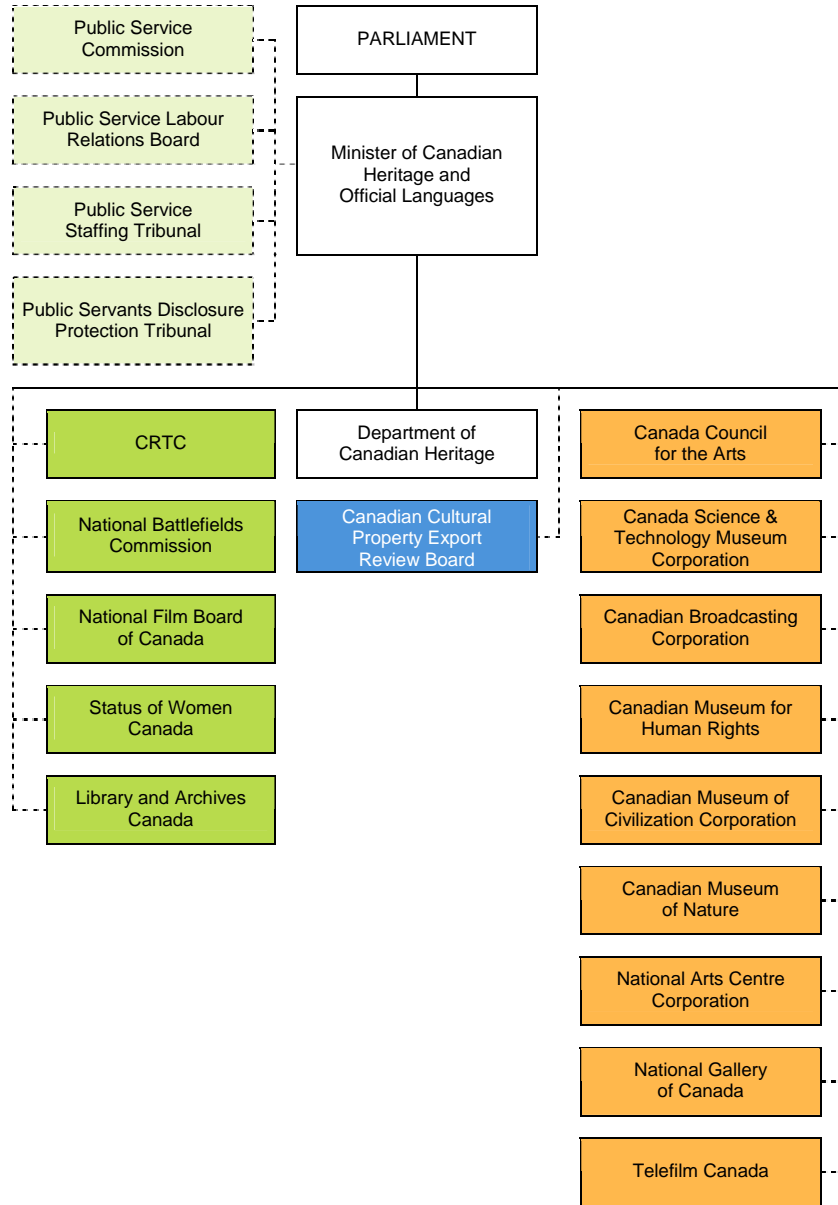 Public Service
Commission
PARLIAMENT
Public Service Labour
Relations Board
Minister of Canadian
Heritage and
Official Languages
Public Service
Staffing Tribunal
Public Servants Disclosure
Protection Tribunal
CRTC
National Battlefields
Commission
National Film Board
of Canada
Status of Women
Canada
Library and Archives
Canada
Department of
Canadian Heritage
Canadian Cultural
Property Export
Review Board
Canada Council
for the Arts
Canada Science &
Technology Museum
Corporation
Canadian Broadcasting
Corporation
Canadian Museum for
Human Rights
Canadian Museum of
Civilization Corporation
Canadian Museum
of Nature
National Arts Centre
Corporation
National Gallery
of Canada
Telefilm Canada